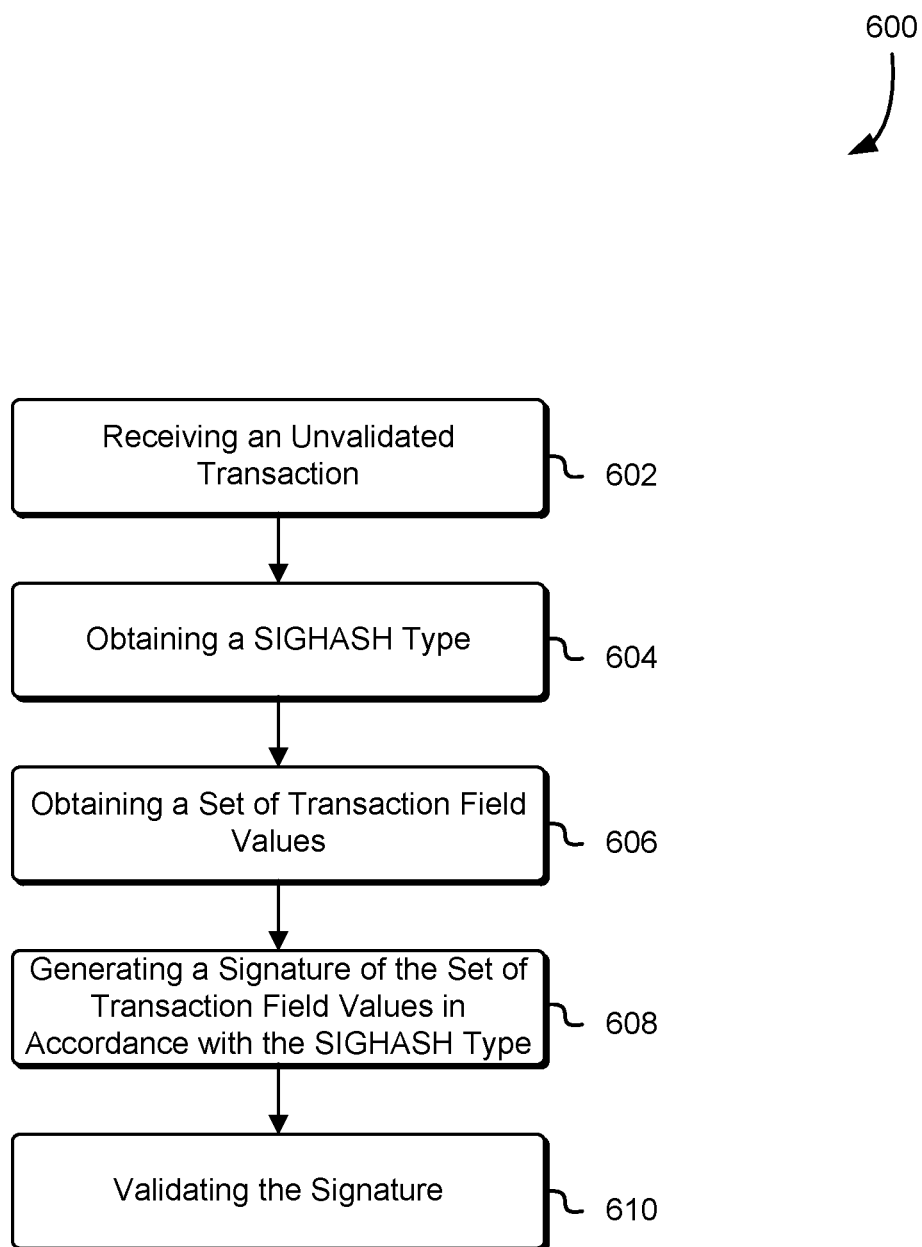 600
Receiving an Unvalidated
Transaction
602
Obtaining a SIGHASH Type
604
Obtaining a Set of Transaction Field
Values
606
Generating a Signature of the Set of
Transaction Field Values in
Accordance with the SIGHASH Type
608
Validating the Signature
610